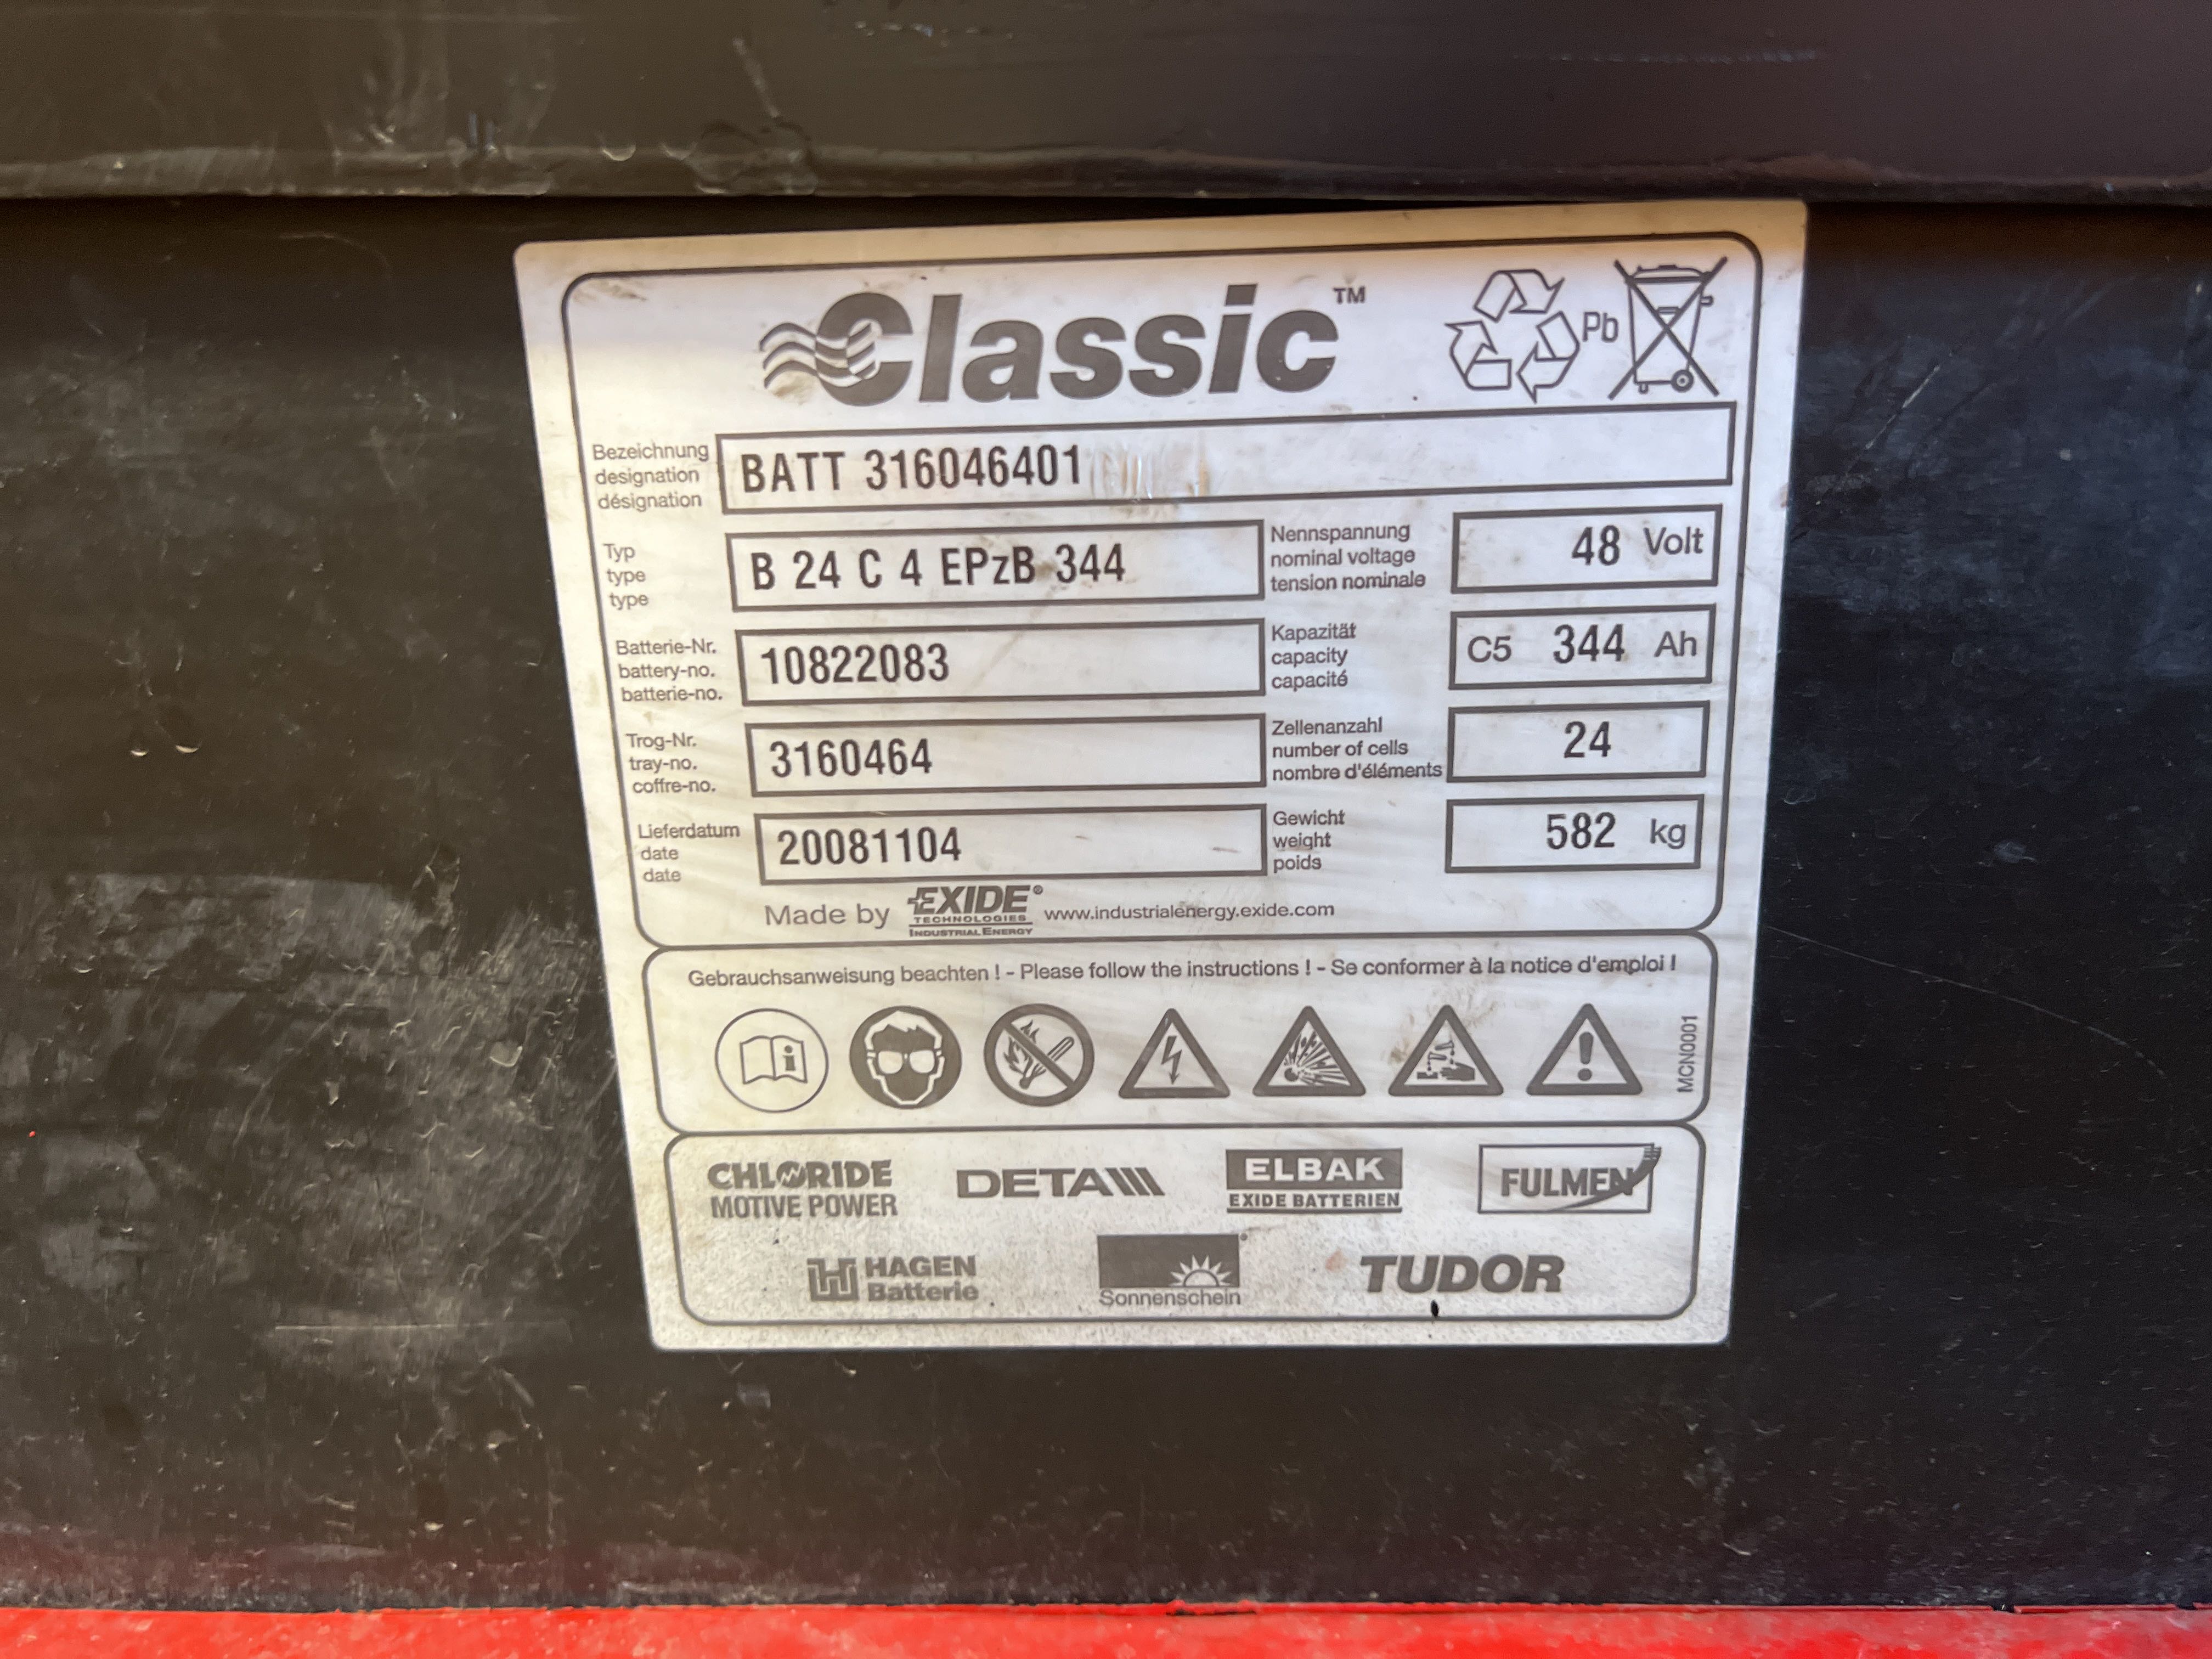 Classic™
Pb
Bezeichnung
designation
désignation
BATT 316046401
Typ
type
type
B 24 C 4 EPzB 344
Nennspannung
nominal voltage
tension nominale
48 Volt
Batterie-Nr.
battery-no.
batterie-no.
10822083
Kapazität
capacity
capacité
C5 344 Ah
Trog-Nr.
tray-no.
coffre-no.
3160464
Zellenanzahl
number of cells
nombre d'éléments
24
Lieferdatum
date
date
20081104
Gewicht
weight
poids
582 kg
Made by EXIDE® www.industrialenergy.exide.com
TECHNOLOGIES
INDUSTRIAL ENERGY
Gebrauchsanweisung beachten ! - Please follow the instructions ! - Se conformer à la notice d'emploi !
MCN0001
CHLORIDE
MOTIVE POWER
DETA
ELBAK
EXIDE BATTERIEN
FULMEN
HAGEN
Batterie
Sonnenschein
TUDOR